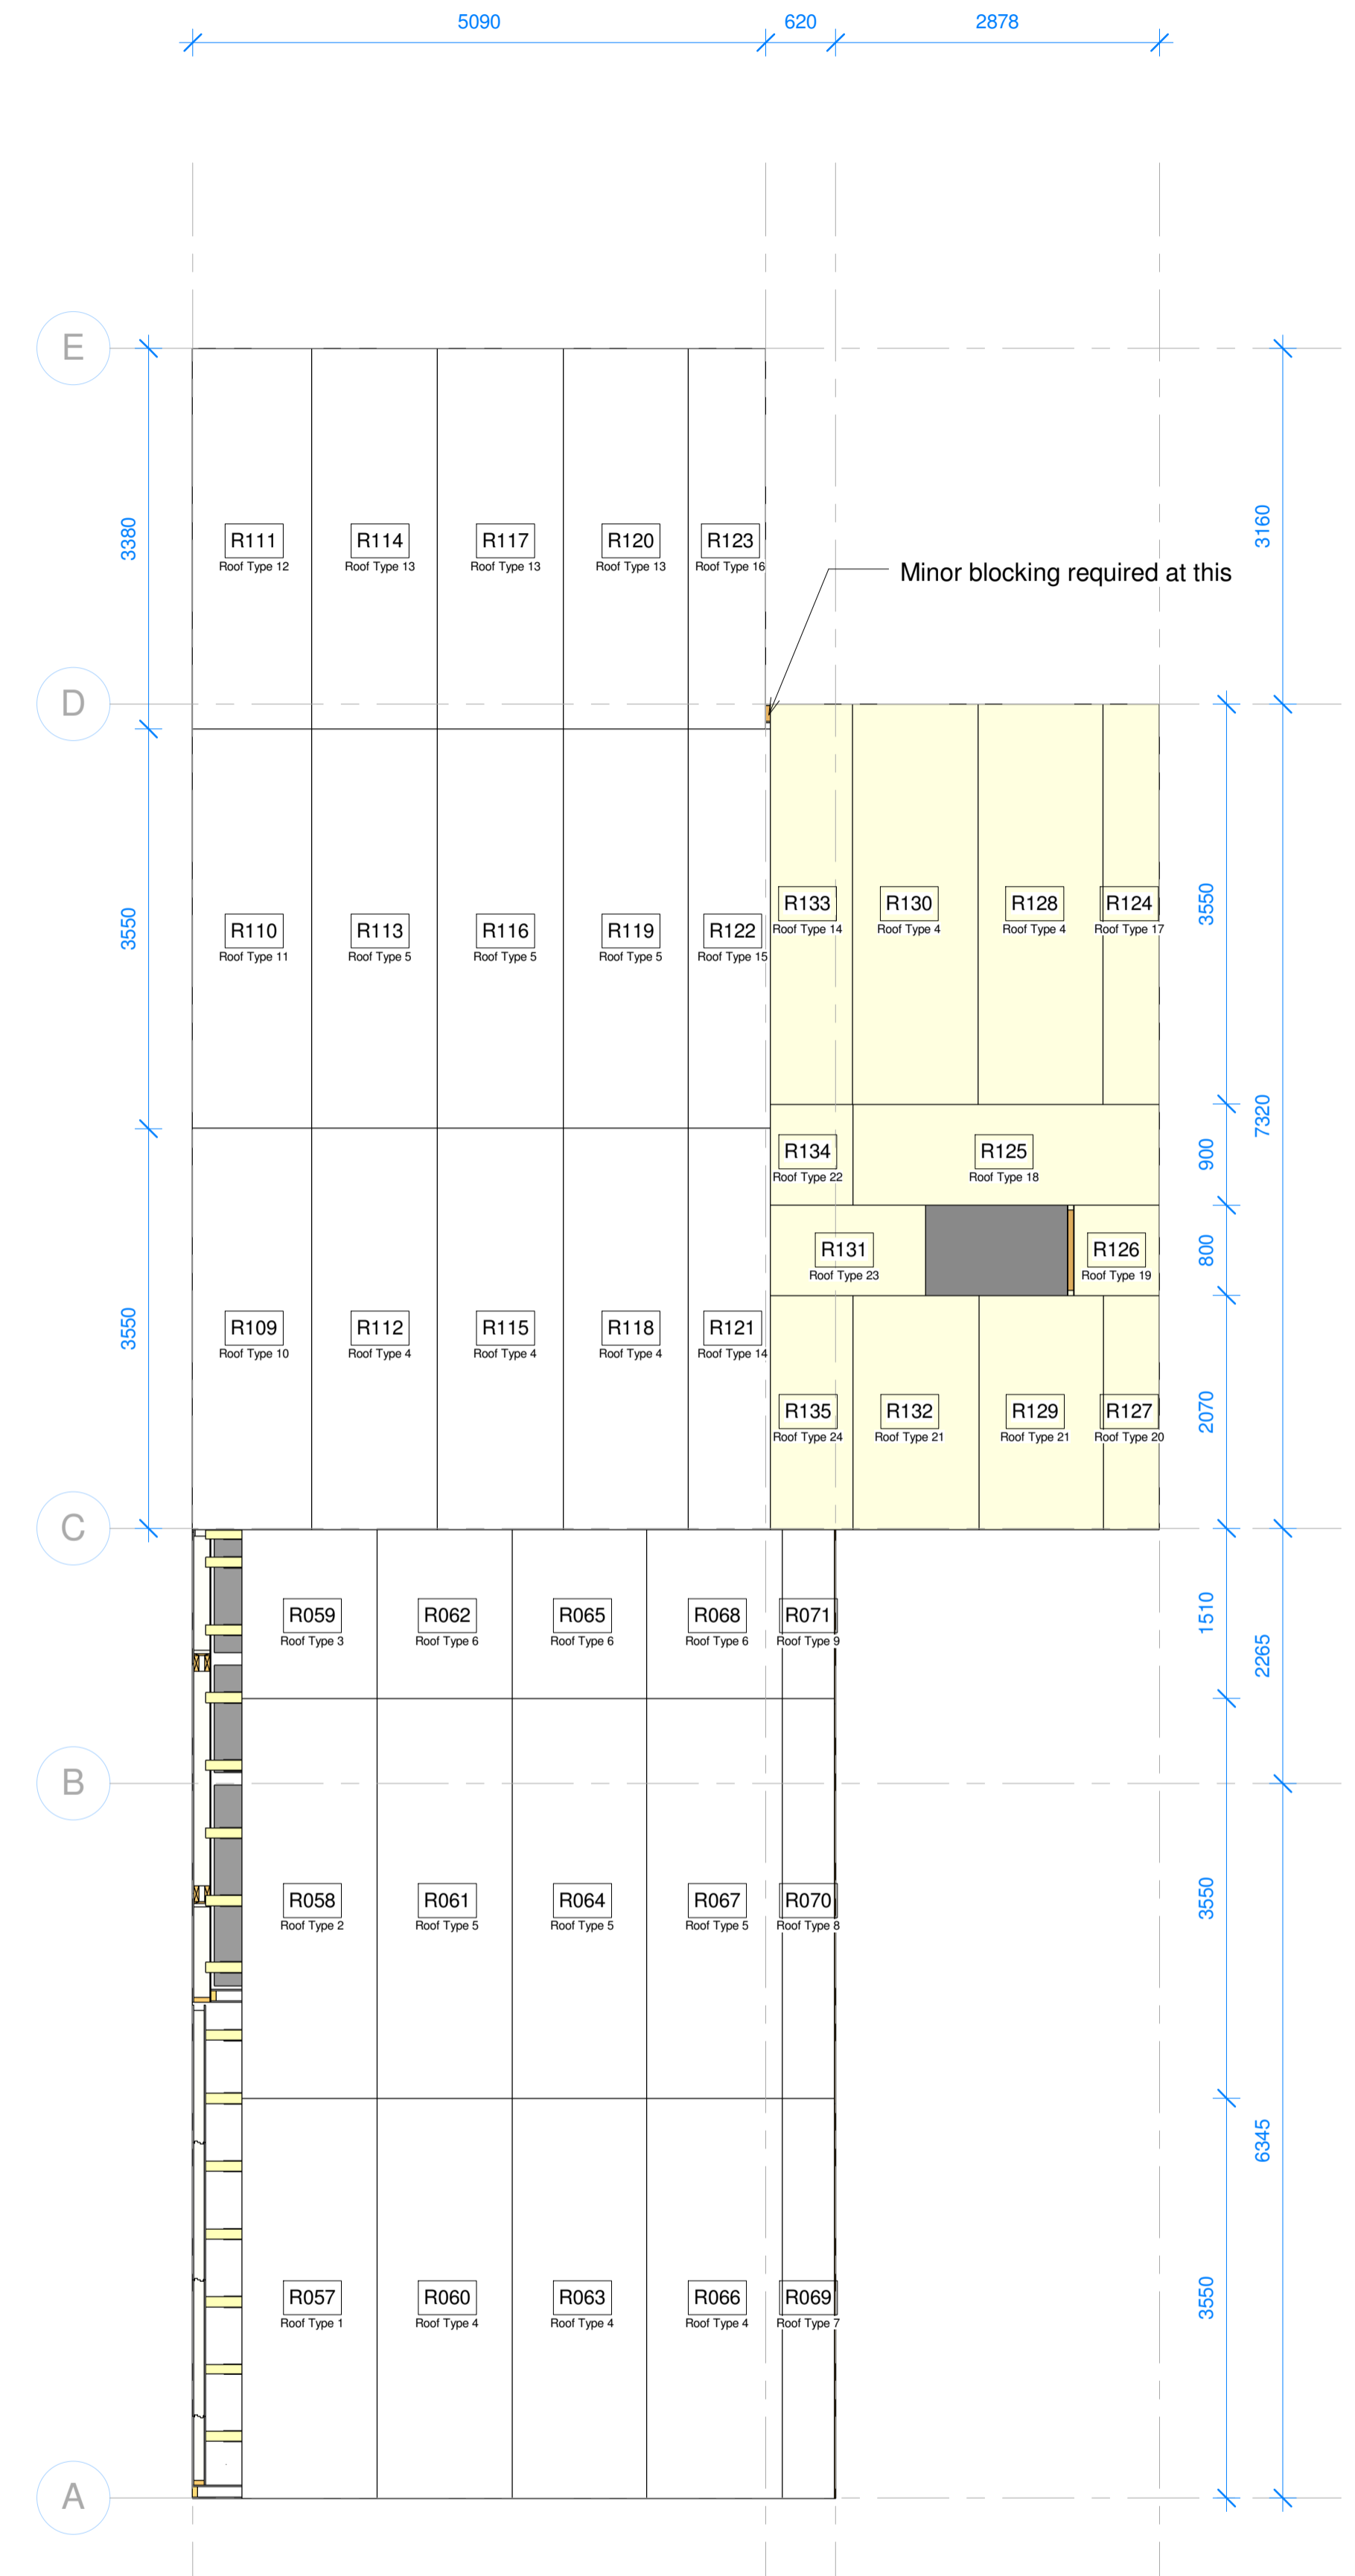 5090
620
2878
E
R111
Roof Type 12
R114
Roof Type 13
R117
Roof Type 13
R120
Roof Type 13
R123
Roof Type 16
3380
3160
Minor blocking required at this
D
R110
Roof Type 11
R113
Roof Type 5
R116
Roof Type 5
R119
Roof Type 5
R122
Roof Type 15
R133
Roof Type 14
R130
Roof Type 4
R128
Roof Type 4
R124
Roof Type 17
3550
3550
7320
R134
Roof Type 22
R125
Roof Type 18
900
R131
Roof Type 23
R126
Roof Type 19
800
R109
Roof Type 10
R112
Roof Type 4
R115
Roof Type 4
R118
Roof Type 4
R121
Roof Type 14
3550
R135
Roof Type 24
R132
Roof Type 21
R129
Roof Type 21
R127
Roof Type 20
2070
C
R059
Roof Type 3
R062
Roof Type 6
R065
Roof Type 6
R068
Roof Type 6
R071
Roof Type 9
1510
2265
B
R058
Roof Type 2
R061
Roof Type 5
R064
Roof Type 5
R067
Roof Type 5
R070
Roof Type 8
3550
6345
R057
Roof Type 1
R060
Roof Type 4
R063
Roof Type 4
R066
Roof Type 4
R069
Roof Type 7
3550
A